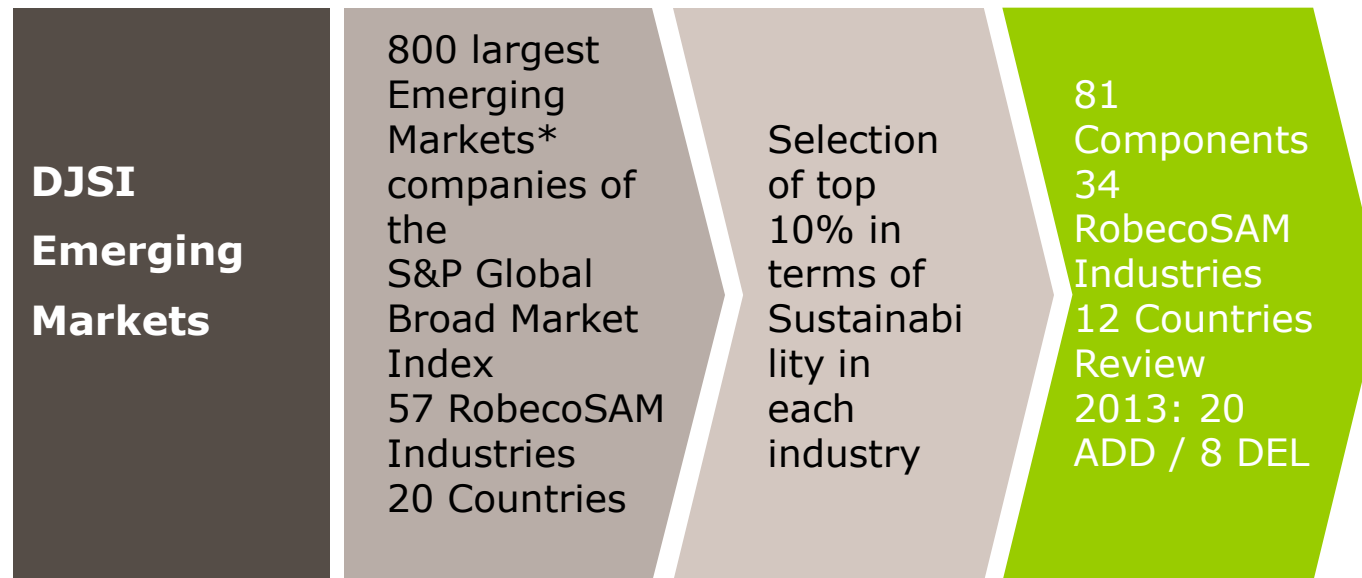 DJSI
Emerging
Markets
800 largest
Emerging
Markets*
companies of
the
S&P Global
Broad Market
Index
57 RobecoSAM
Industries
20 Countries
Selection
of top
10% in
terms of
Sustainabi
lity in
each
industry
81
Components
34
RobecoSAM
Industries
12 Countries
Review
2013: 20
ADD / 8 DEL